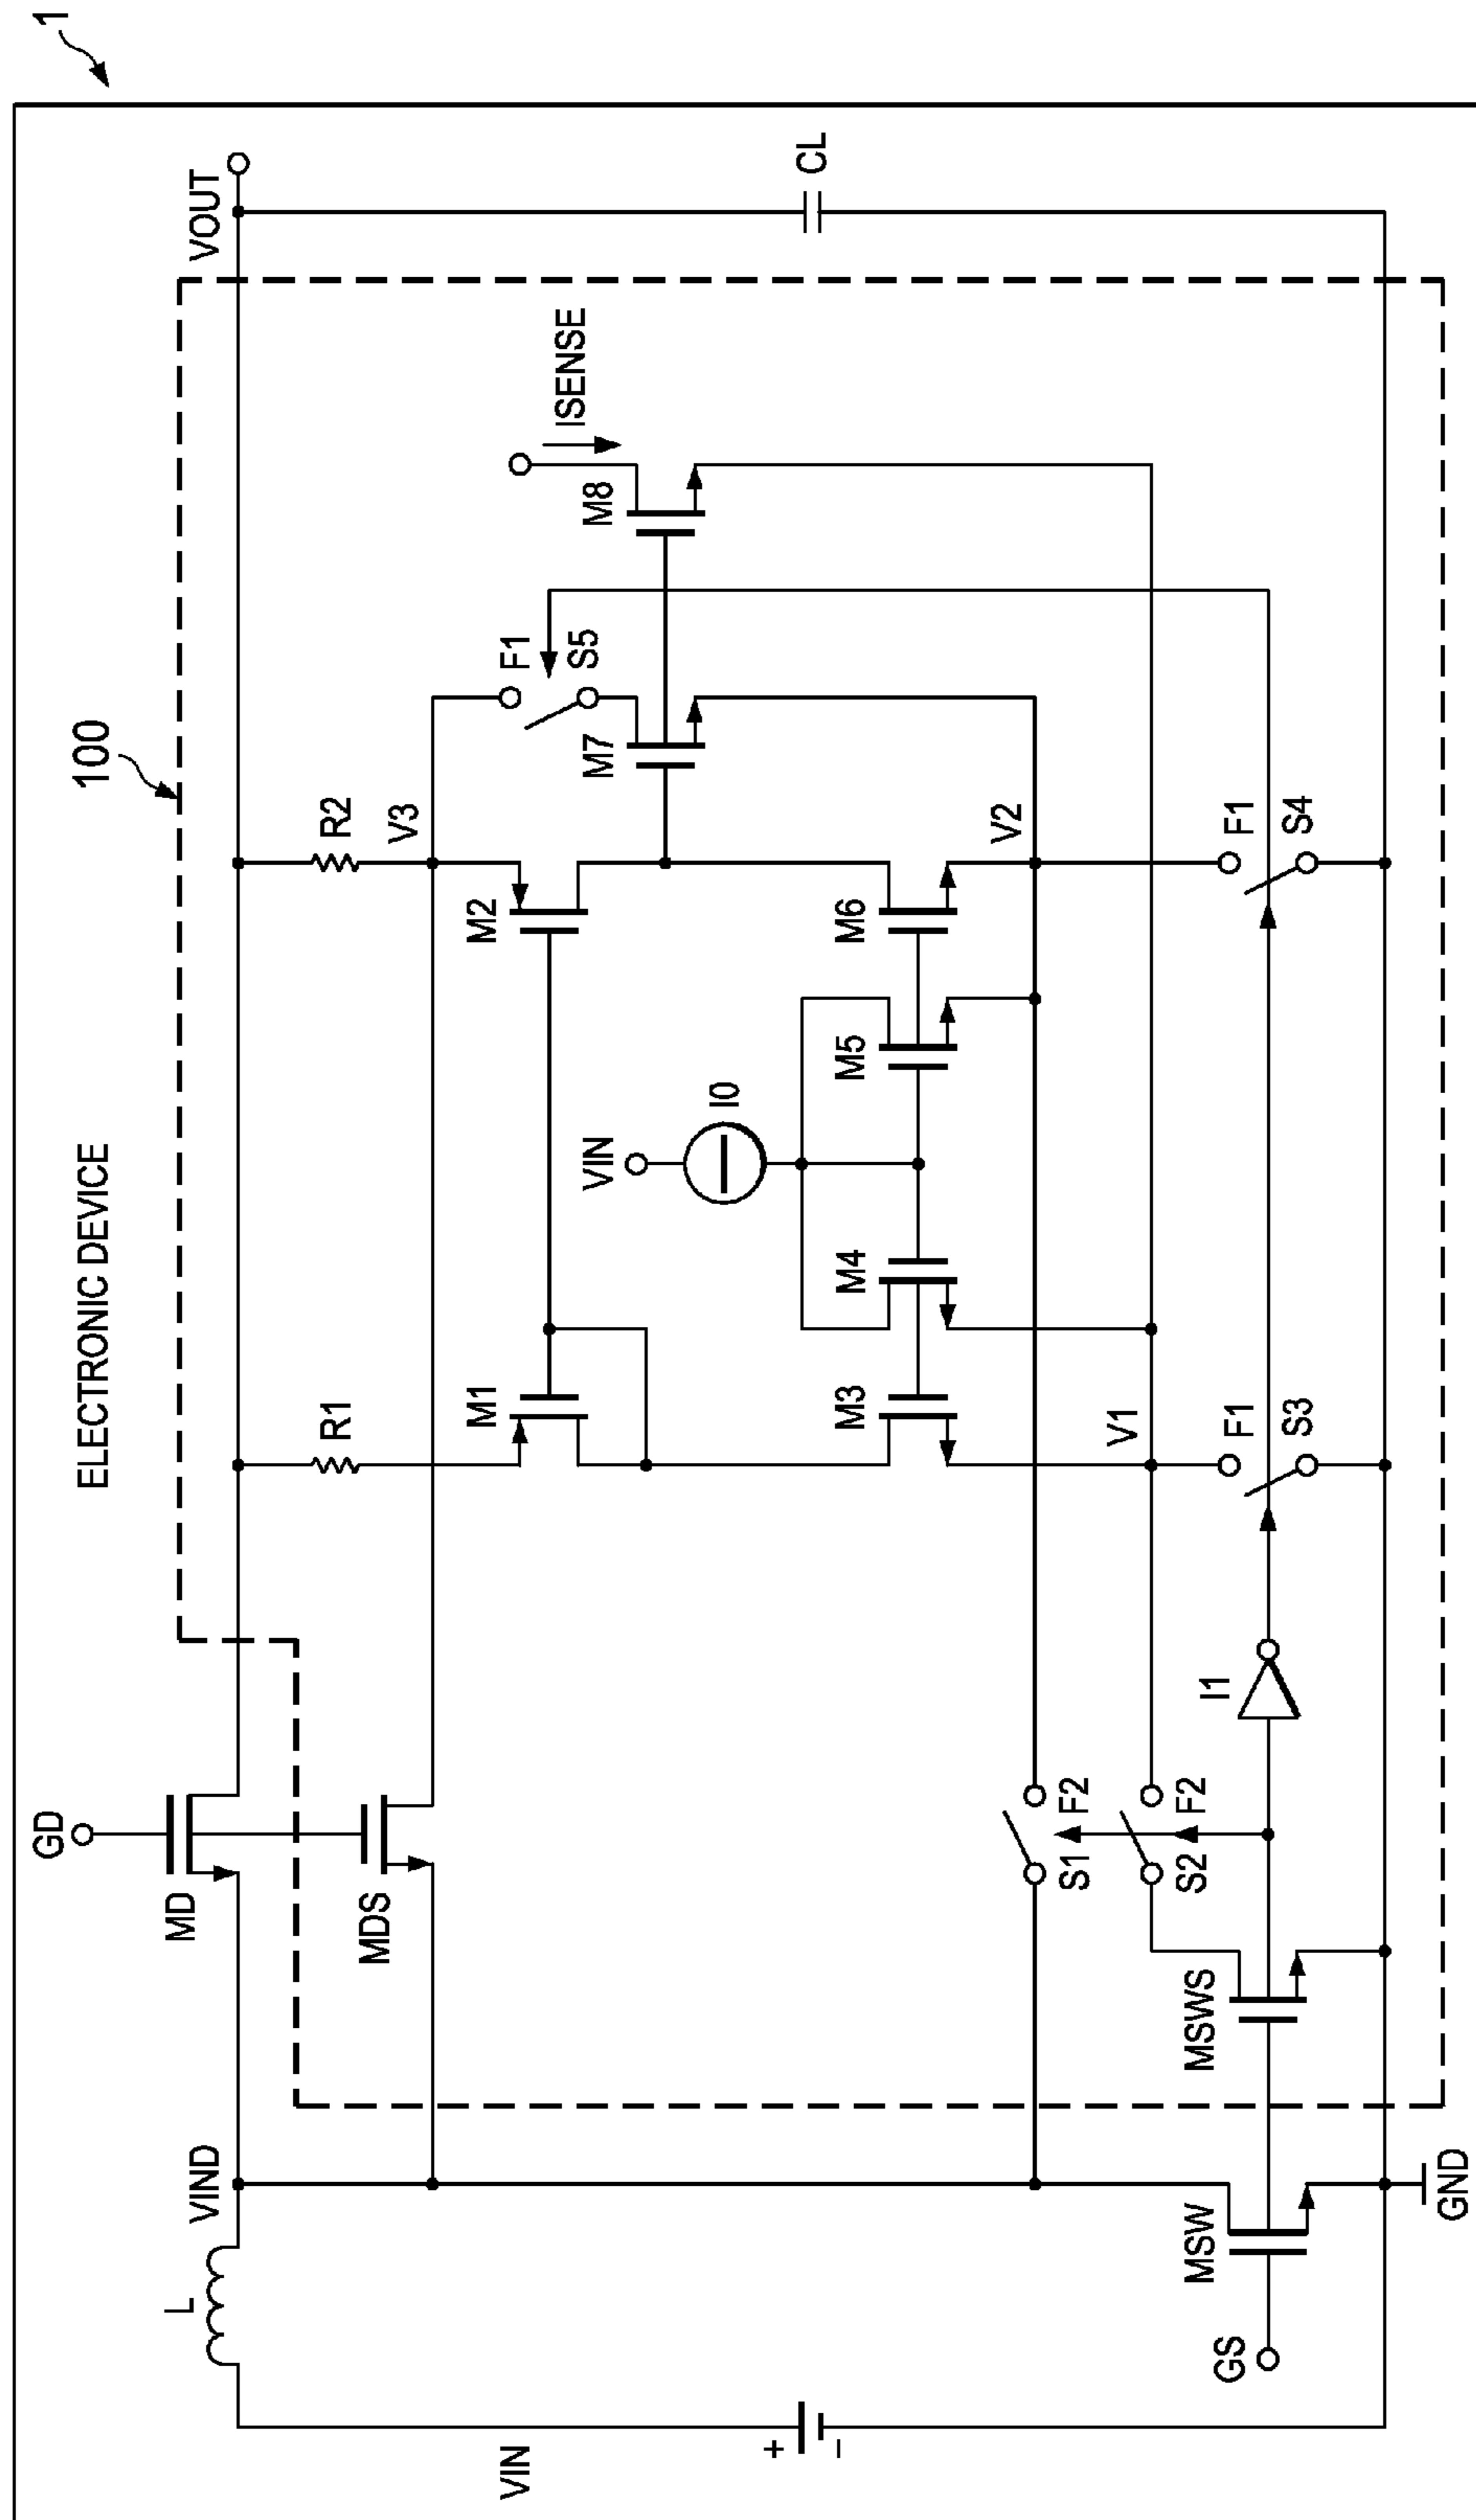 1
ELECTRONIC DEVICE
100
GD
MD
MDS
L
VIND
VOUT
R1
R2
V3
M1
M2
F1
S5
ISENSE
M7
M8
CL
VIN
I0
VIN
+
−
M3
M4
M5
M6
V1
V2
S1
F2
S2
F2
MSWS
MSW
I1
F1
S3
F1
S4
GS
GND